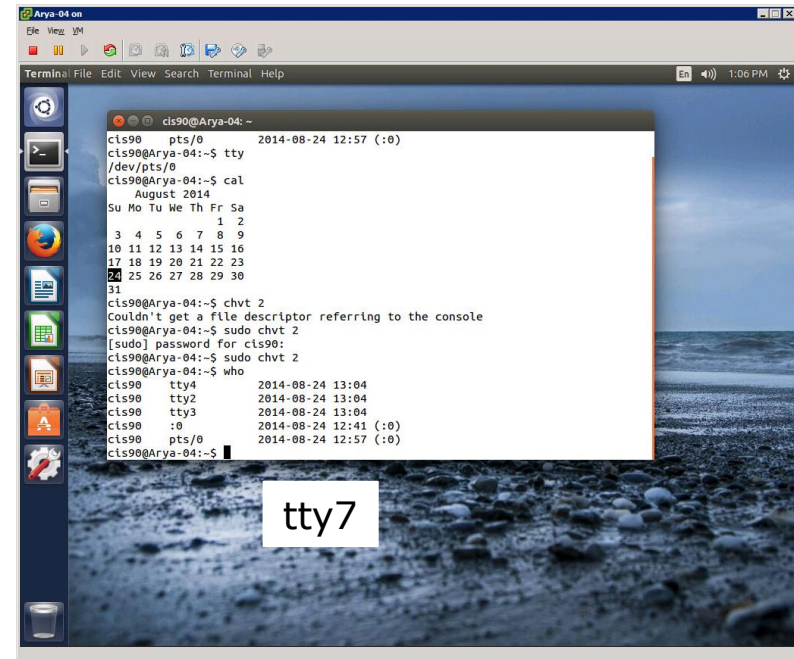 Arya-04 on
File View VM
Terminal File Edit View Search Terminal Help En 1:06 PM
cis90@Arya-04: ~
cis90 pts/0 2014-08-24 12:57 (:0)
cis90@Arya-04:~$ tty
/dev/pts/0
cis90@Arya-04:~$ cal
August 2014
Su Mo Tu We Th Fr Sa
1 2
3 4 5 6 7 8 9
10 11 12 13 14 15 16
17 18 19 20 21 22 23
24 25 26 27 28 29 30
31
cis90@Arya-04:~$ chvt 2
Couldn't get a file descriptor referring to the console
cis90@Arya-04:~$ sudo chvt 2
[sudo] password for cis90:
cis90@Arya-04:~$ sudo chvt 2
cis90@Arya-04:~$ who
cis90 tty4 2014-08-24 13:04
cis90 tty2 2014-08-24 13:04
cis90 tty3 2014-08-24 13:04
cis90 :0 2014-08-24 12:41 (:0)
cis90 pts/0 2014-08-24 12:57 (:0)
cis90@Arya-04:~$
tty7